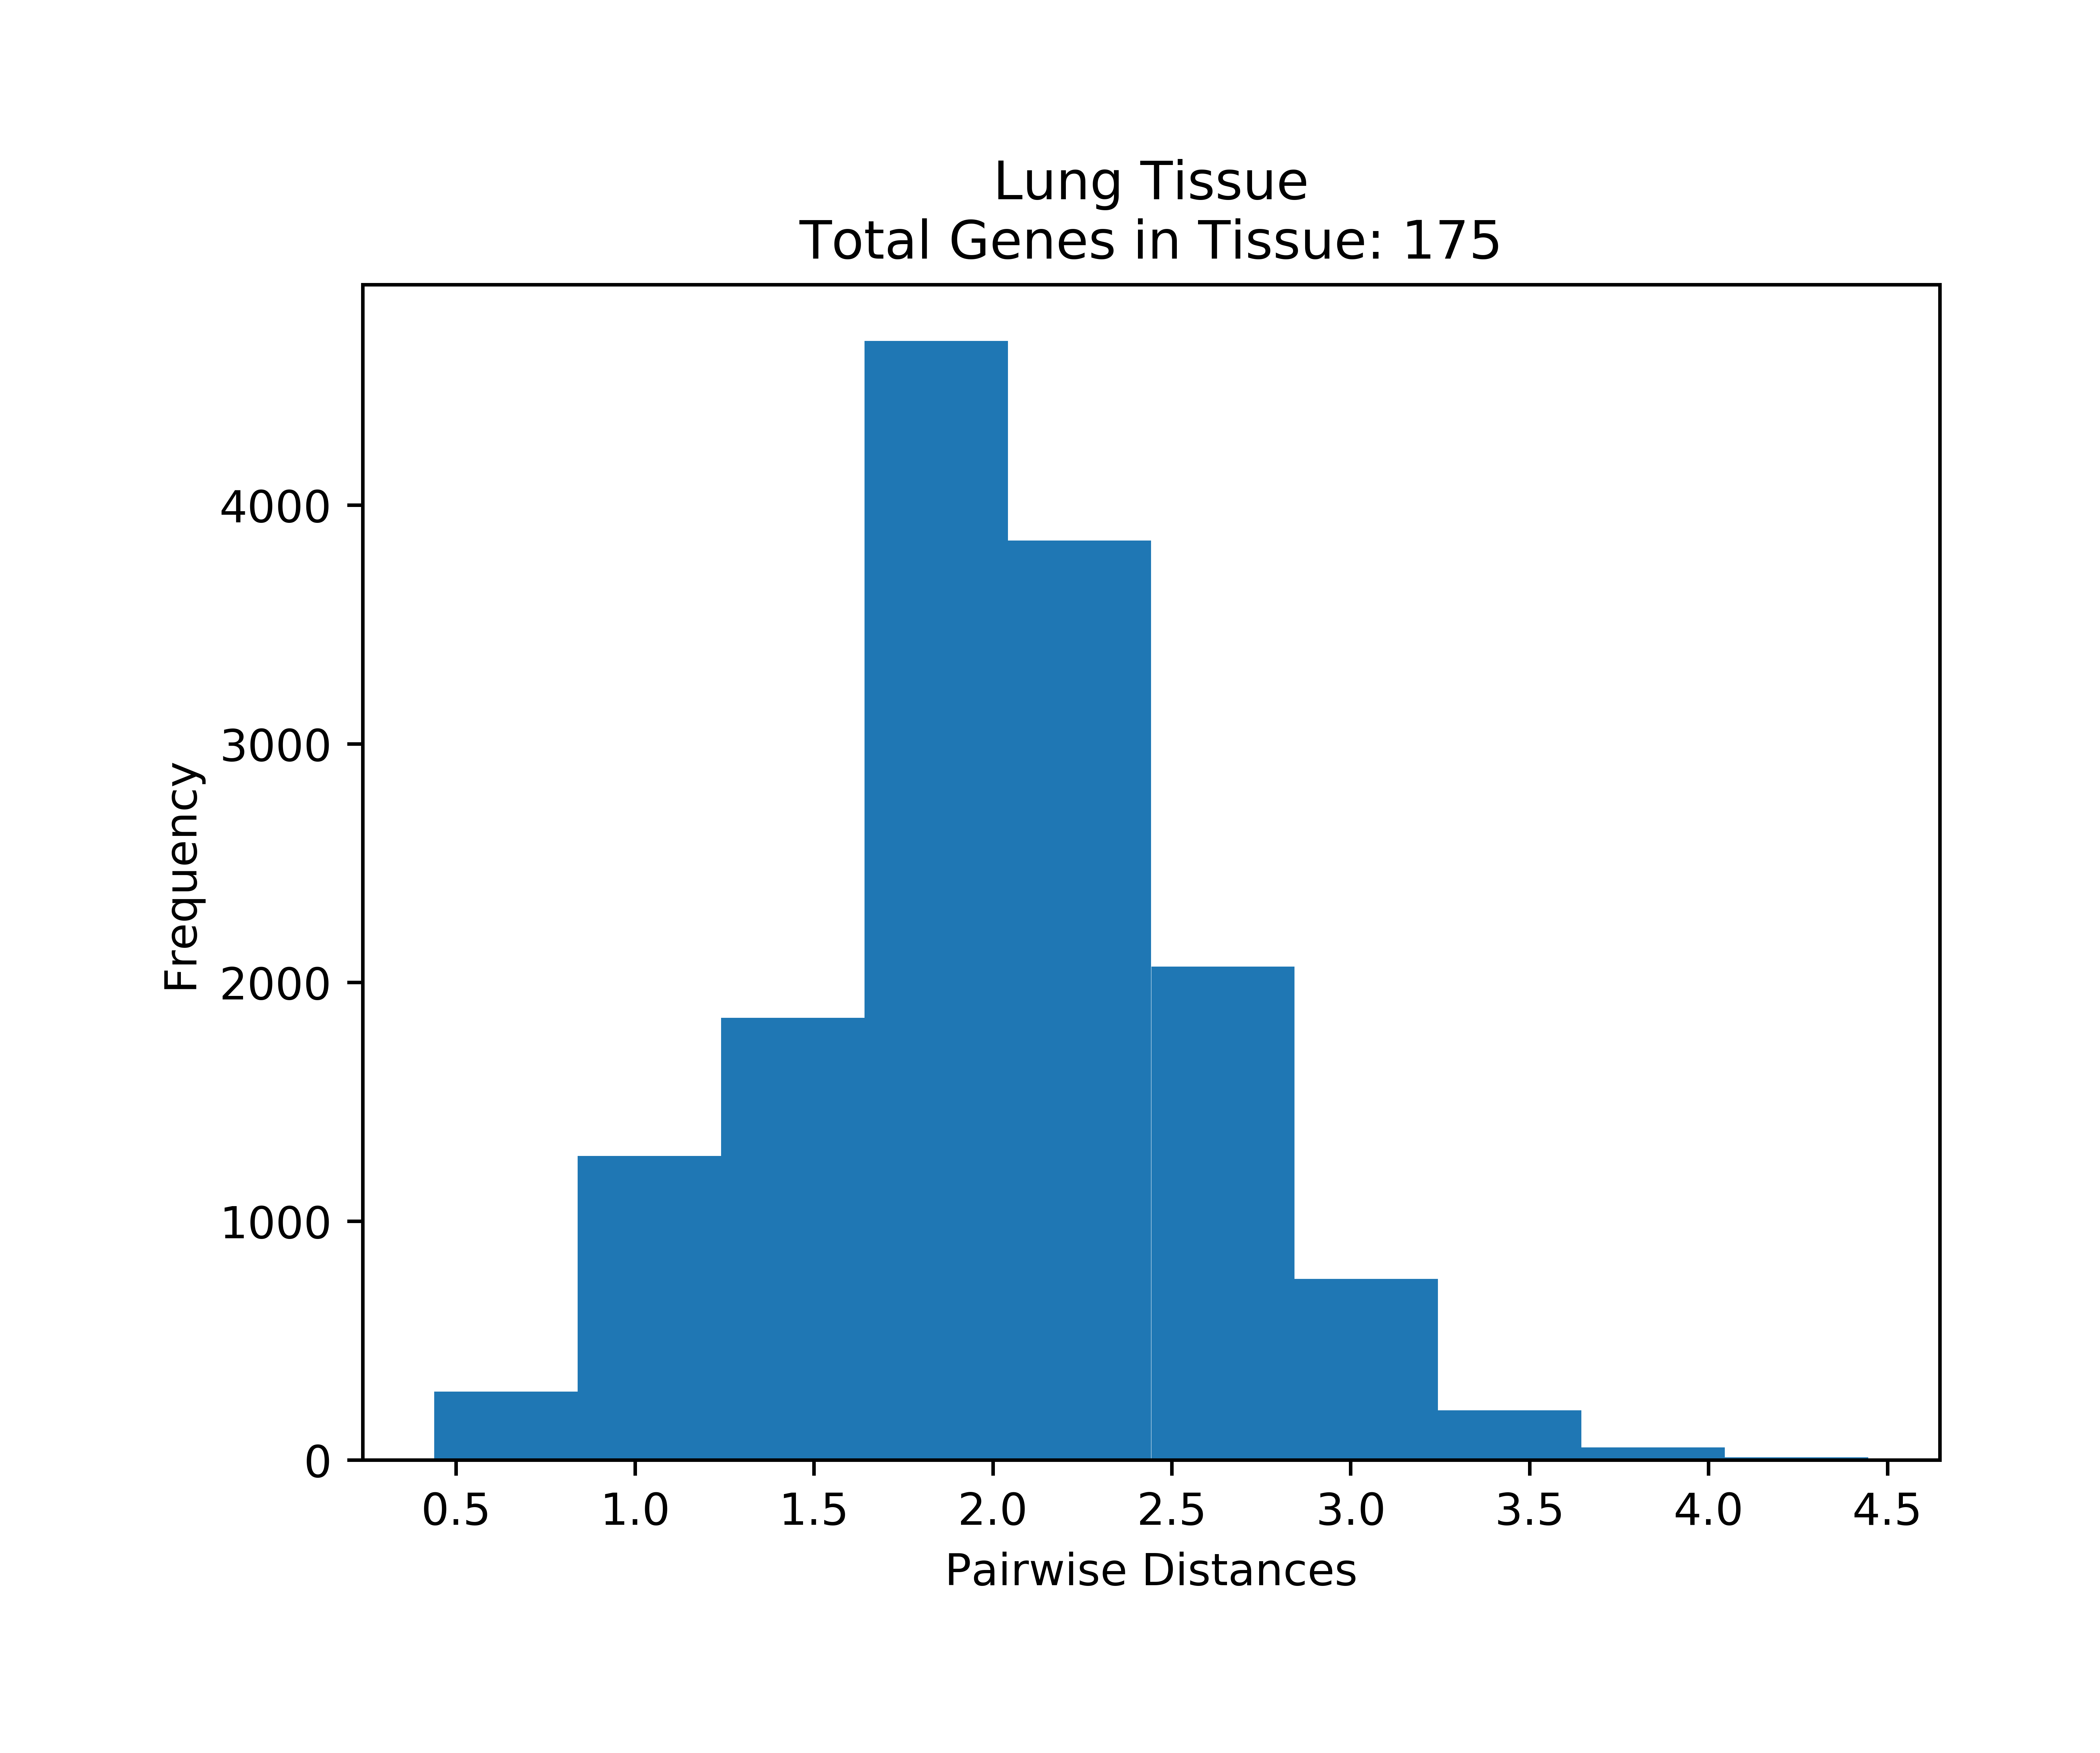 Lung Tissue
Total Genes in Tissue: 175
Frequency
4000
3000
2000
1000
0
0.5 1.0 1.5 2.0 2.5 3.0 3.5 4.0 4.5
Pairwise Distances